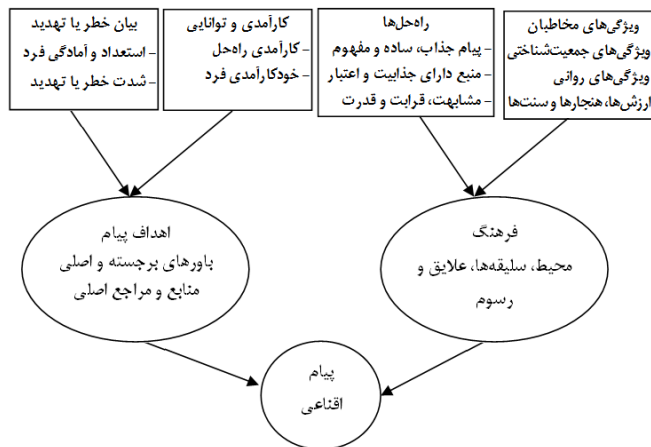 ویژگی‌های مخاطبان
ویژگی‌های جمعیت‌شناختی
ویژگی‌های روانی
ارزش‌ها، هنجارها و سنت‌ها
راه‌حل‌ها
– پیام جذاب، ساده و مفهوم
– منبع دارای جذابیت و اعتبار
– مشابهت، قرابت و قدرت
کارآمدی و توانایی
– کارآمدی راه‌حل
– خودکارآمدی فرد
بیان خطر یا تهدید
– استعداد و آمادگی فرد
– شدت خطر یا تهدید
فرهنگ
محیط، سلیقه‌ها، علایق و
رسوم
اهداف پیام
باورهای برجسته و اصلی
منابع و مراجع اصلی
پیام
اقناعی